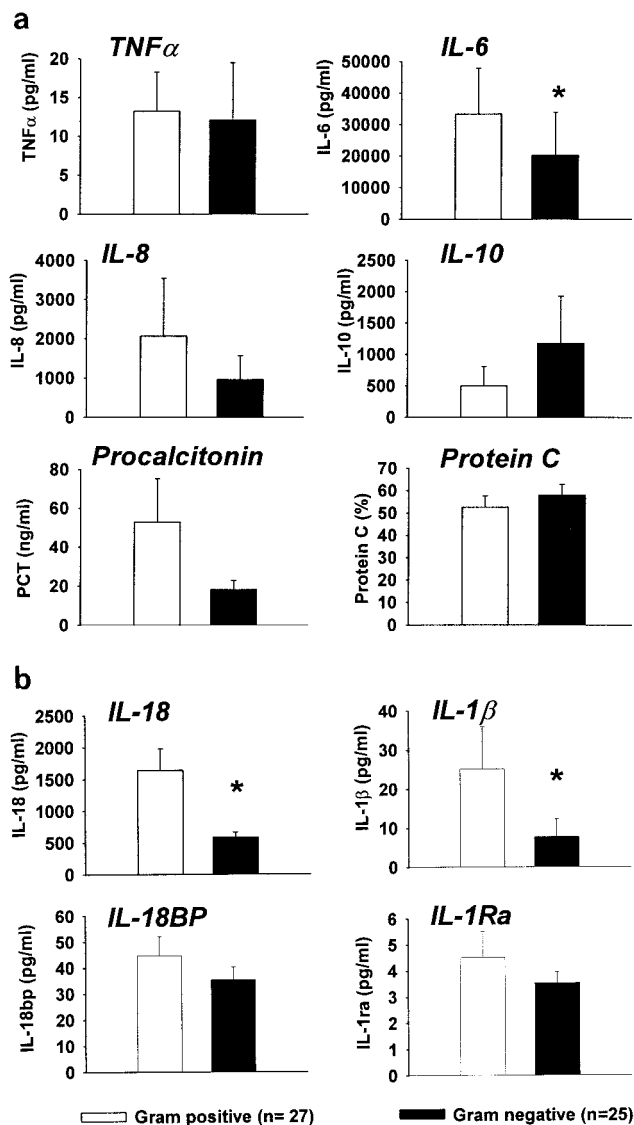 a
TNFα
TNFα (pg/ml)
20
15
10
5
0
IL-6
IL-6 (pg/ml)
50000
40000
30000
20000
10000
0
*
IL-8
IL-8 (pg/ml)
4000
3000
2000
1000
0
IL-10
IL-10 (pg/ml)
2500
2000
1500
1000
500
0
Procalcitonin
PCT (ng/ml)
80
60
40
20
0
Protein C
Protein C (%)
70
60
50
40
30
20
10
0
b
IL-18
IL-18 (pg/ml)
2500
2000
1500
1000
500
0
*
IL-1β
IL-1β (pg/ml)
40
30
20
10
0
*
IL-18BP
IL-18bp (pg/ml)
60
50
40
30
20
10
0
IL-1Ra
IL-1ra (pg/ml)
6
5
4
3
2
1
0
Gram positive (n= 27)
Gram negative (n=25)